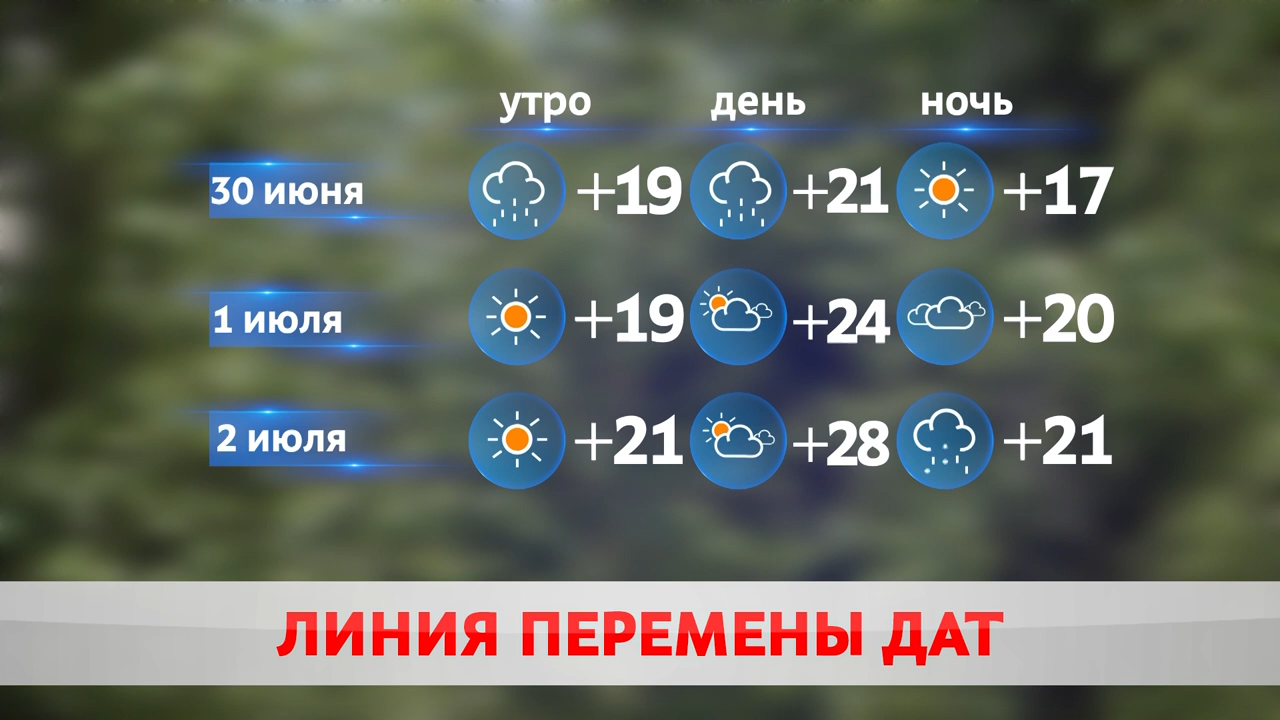 утро день ночь
30 июня +19 +21 +17
1 июля +19 +24 +20
2 июля +21 +28 +21
ЛИНИЯ ПЕРЕМЕНЫ ДАТ